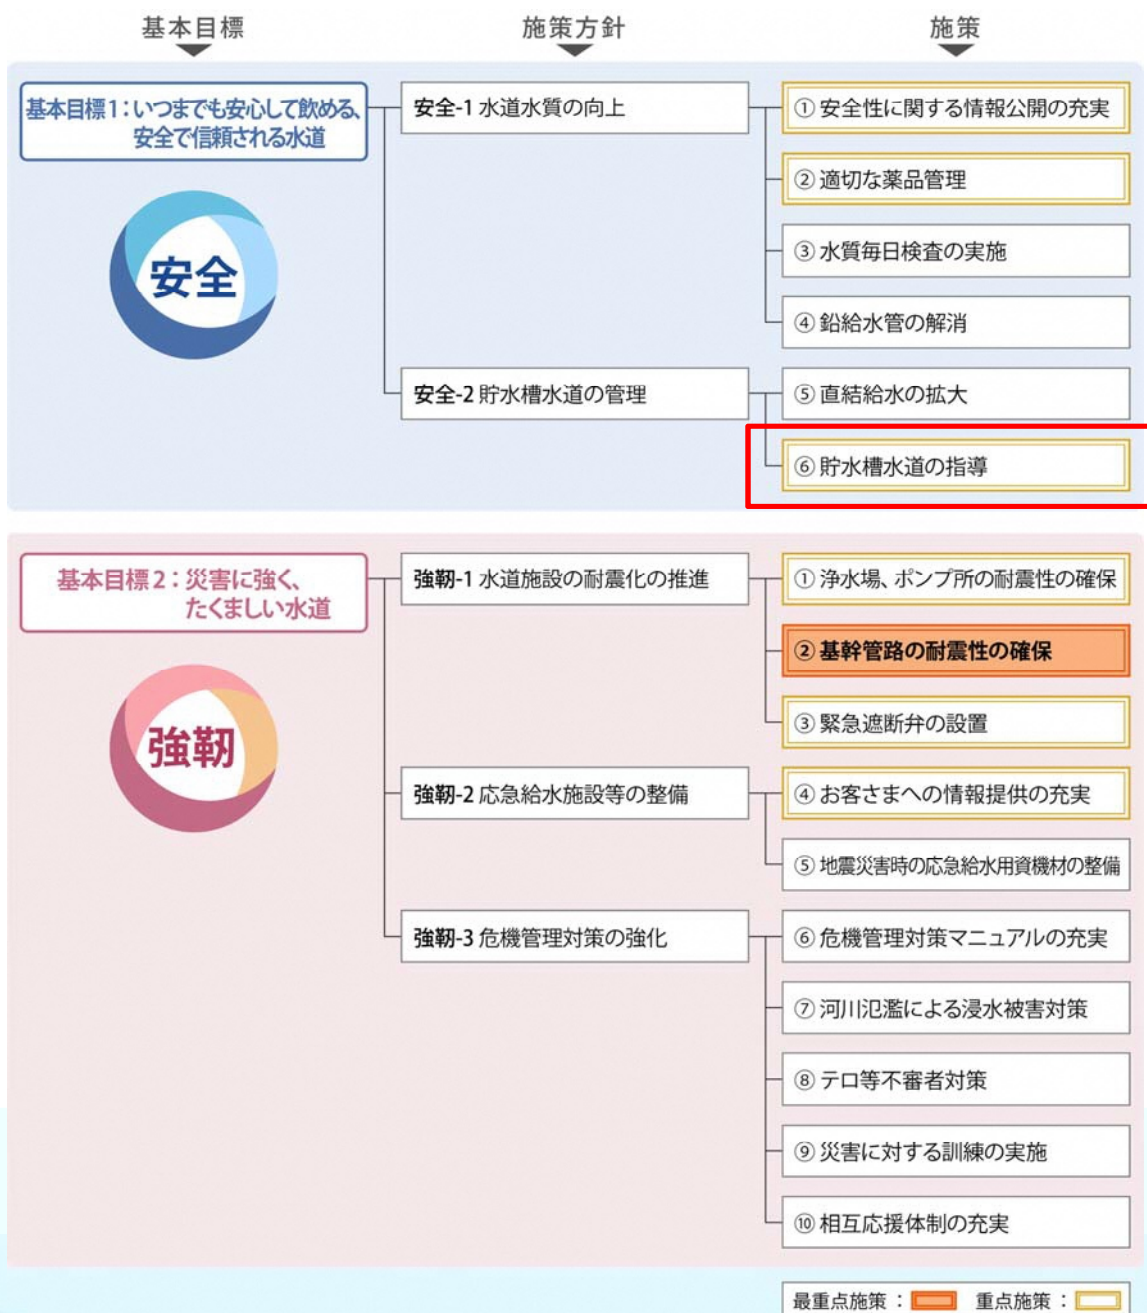 基本目標
施策方針
施策
基本目標1：いつまでも安心して飲める、
安全で信頼される水道
安全
安全-1 水道水質の向上
① 安全性に関する情報公開の充実
② 適切な薬品管理
③ 水質毎日検査の実施
④ 鉛給水管の解消
安全-2 貯水槽水道の管理
⑤ 直結給水の拡大
⑥ 貯水槽水道の指導
基本目標2：災害に強く、
たくましい水道
強靭
強靭-1 水道施設の耐震化の推進
① 浄水場、ポンプ所の耐震性の確保
② 基幹管路の耐震性の確保
③ 緊急遮断弁の設置
強靭-2 応急給水施設等の整備
④ お客さまへの情報提供の充実
⑤ 地震災害時の応急給水用資機材の整備
強靭-3 危機管理対策の強化
⑥ 危機管理対策マニュアルの充実
⑦ 河川氾濫による浸水被害対策
⑧ テロ等不審者対策
⑨ 災害に対する訓練の実施
⑩ 相互応援体制の充実
最重点施策： 重点施策：